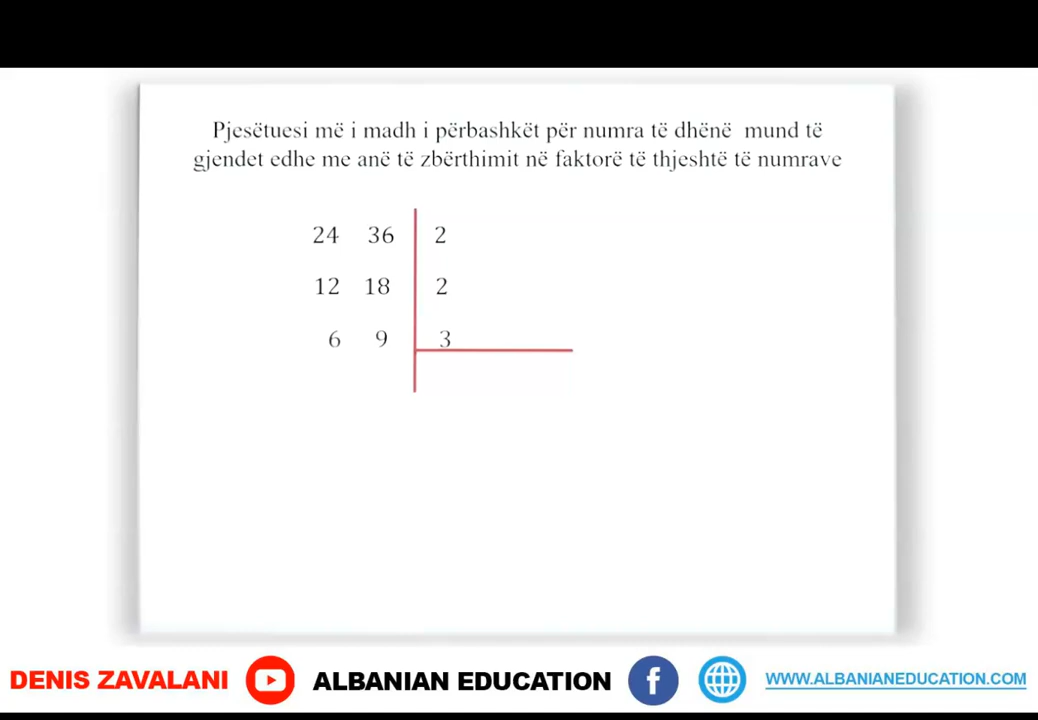 Pjesëtuesi më i madh i përbashkët për numra të dhënë mund të
gjendet edhe me anë të zbërthimit në faktorë të thjeshtë të numrave
24 36 2
12 18 2
6 9 3
DENIS ZAVALANI ALBANIAN EDUCATION f WWW.ALBANIANEDUCATION.COM